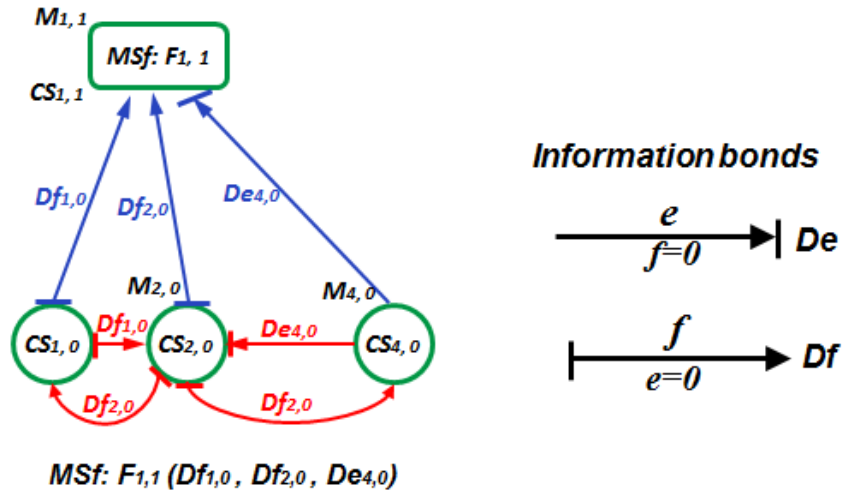 M1,1
MSf: F1, 1
CS1,1
Df1,0
Df2,0
De4,0
M2,0
M4,0
CS1,0
Df1,0
CS2,0
De4,0
CS4,0
Df2,0
Df2,0
MSf: F1,1 (Df1,0 , Df2,0 , De4,0)
Information bonds
e
f=0
De
f
e=0
Df